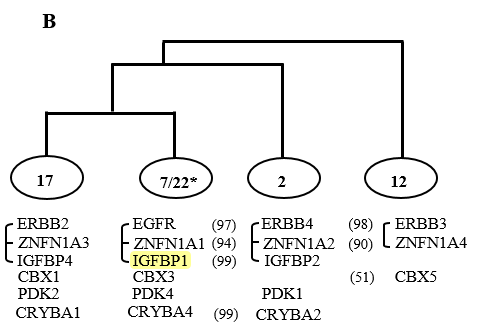 B
17 7/22* 2 12
ERBB2 EGFR (97) ERBB4 (98) ERBB3
ZNFN1A3 ZNFN1A1 (94) ZNFN1A2 (90) ZNFN1A4
IGFBP4 IGFBP1 (99) IGFBP2
CBX1 CBX3 (51) CBX5
PDK2 PDK4 PDK1
CRYBA1 CRYBA4 (99) CRYBA2